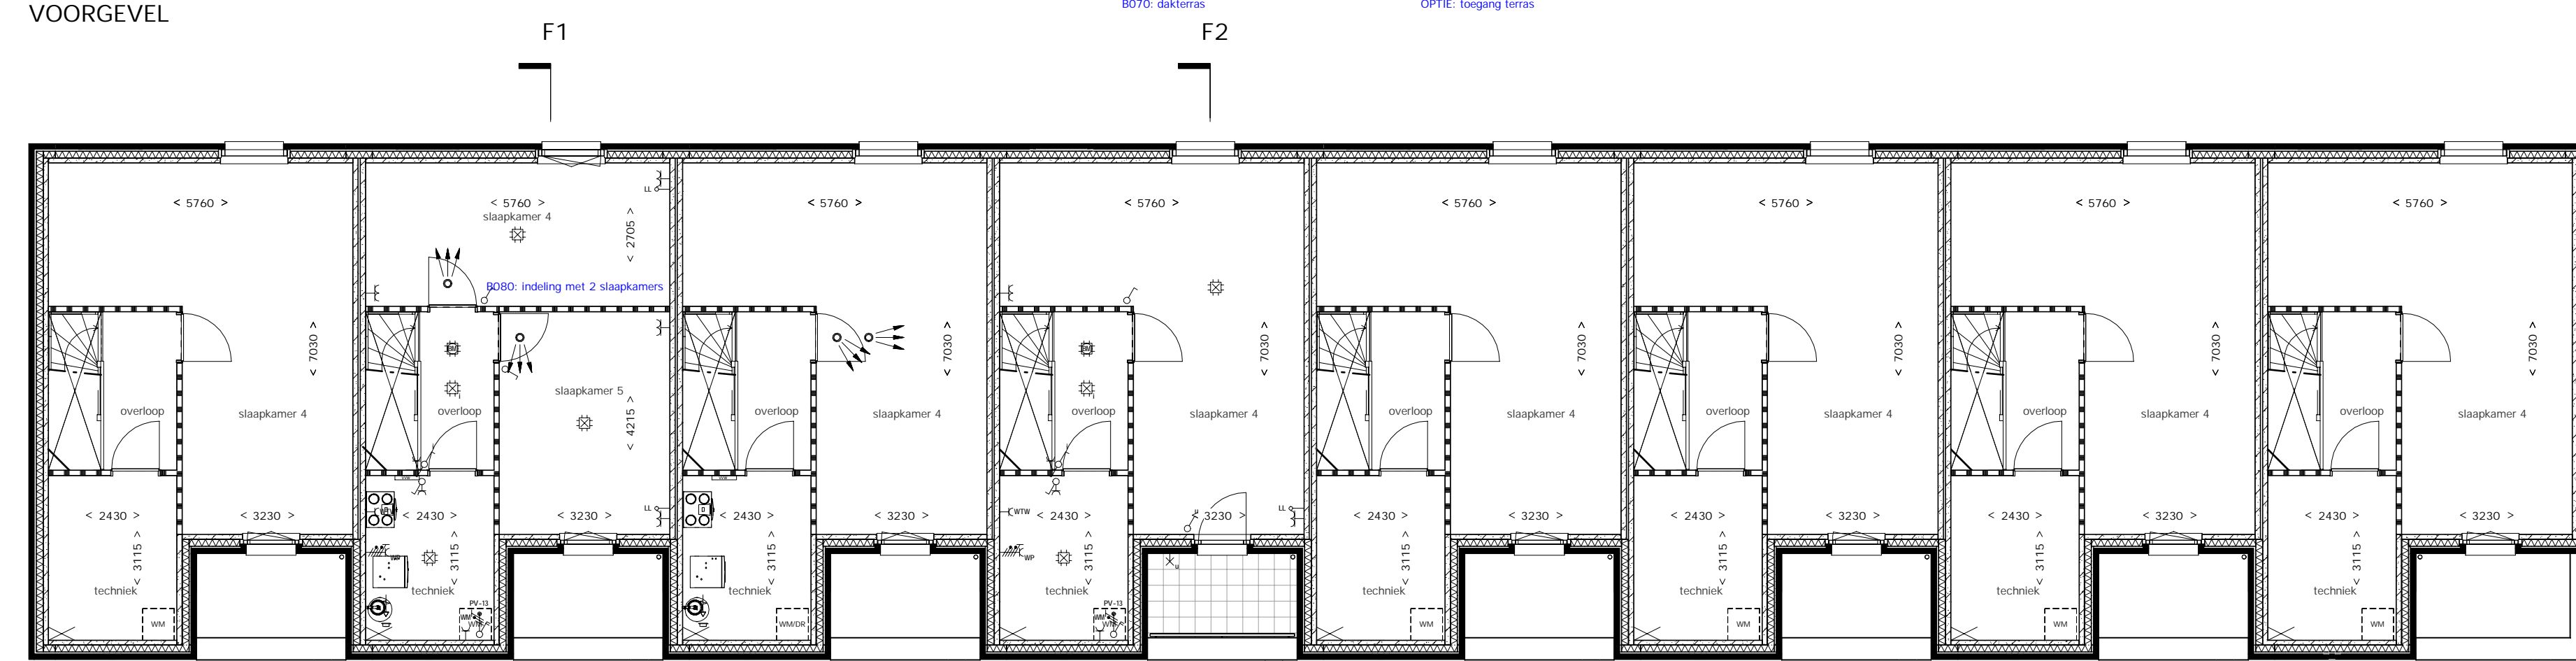 VOORGEVEL
B070: dakterras
OPTIE: toegang terras
F1
F2
< 5760 >
< 5760 >
< 5760 >
< 5760 >
< 5760 >
< 5760 >
< 5760 >
< 5760 >
LL
slaapkamer 4
< 2705 >
B080: indeling met 2 slaapkamers
< 7030 >
< 7030 >
< 7030 >
< 7030 >
< 7030 >
< 7030 >
< 7030 >
BM
BM
slaapkamer 5
overloop
slaapkamer 4
overloop
< 4215 >
overloop
slaapkamer 4
overloop
slaapkamer 4
overloop
slaapkamer 4
overloop
slaapkamer 4
overloop
slaapkamer 4
overloop
slaapkamer 4
< 2430 >
< 3230 >
< 2430 >
< 3230 >
LL
< 2430 >
< 3230 >
WTW
< 2430 >
3230 >
LL
< 2430 >
< 3230 >
< 2430 >
< 3230 >
< 2430 >
< 3230 >
< 2430 >
< 3230 >
< 3115 >
WP
< 3115 >
< 3115 >
WP
< 3115 >
< 3115 >
< 3115 >
< 3115 >
< 3115 >
techniek
techniek
techniek
techniek
techniek
techniek
techniek
techniek
PV-13
PV-13
WM
WM
WM/DR
WM
WM
WM
WM
WM